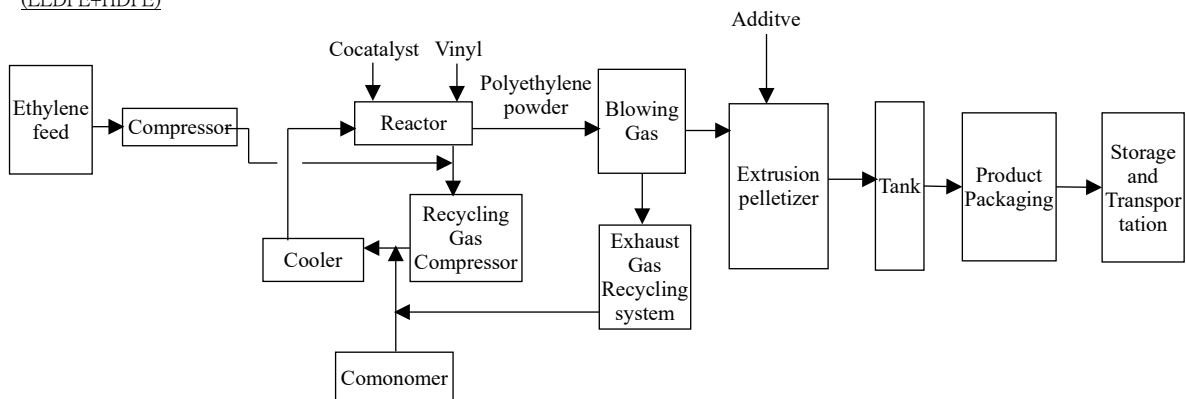 (LLDPE+HDPE)
Additve
Cocatalyst
Vinyl
Polyethylene
powder
Ethylene
feed
Compressor
Reactor
Blowing
Gas
Extrusion
pelletizer
Tank
Product
Packaging
Storage
and
Transpor
tation
Recycling
Gas
Compressor
Cooler
Exhaust
Gas
Recycling
system
Comonomer